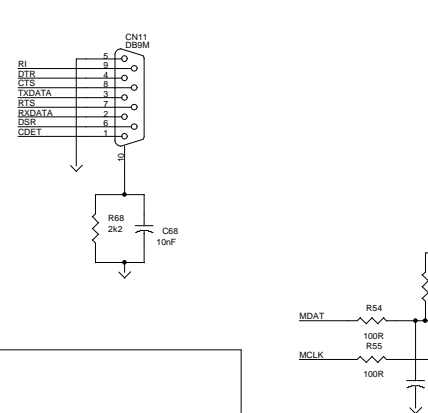 CN11
DB9M
5
RI 9
DTR 4
CTS 8
TXDATA 3
RTS 7
RXDATA 2
DSR 6
CDET 1
10
R68
2k2
C68
10nF
R54
MDAT
100R
R55
MCLK
100R